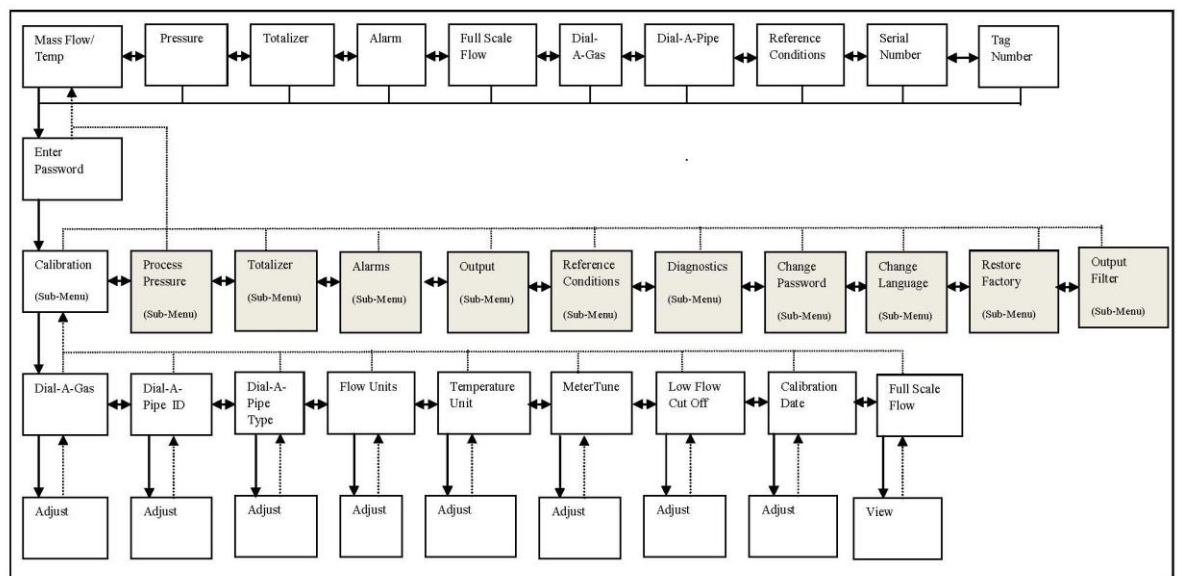 Mass Flow/
Temp
Pressure
Totalizer
Alarm
Full Scale
Flow
Dial-
A-Gas
Dial-A-Pipe
Reference
Conditions
Serial
Number
Tag
Number
Enter
Password
Calibration
(Sub-Menu)
Process
Pressure
(Sub-Menu)
Totalizer
(Sub-Menu)
Alarms
(Sub-Menu)
Output
(Sub-Menu)
Reference
Conditions
(Sub-Menu)
Diagnostics
(Sub-Menu)
Change
Password
(Sub-Menu)
Change
Language
(Sub-Menu)
Restore
Factory
(Sub-Menu)
Output
Filter
(Sub-Menu)
Dial-A-Gas
Dial-A-
Pipe ID
Dial-A-
Pipe
Type
Flow Units
Temperature
Unit
MeterTune
Low Flow
Cut Off
Calibration
Date
Full Scale
Flow
Adjust
Adjust
Adjust
Adjust
Adjust
Adjust
Adjust
Adjust
View